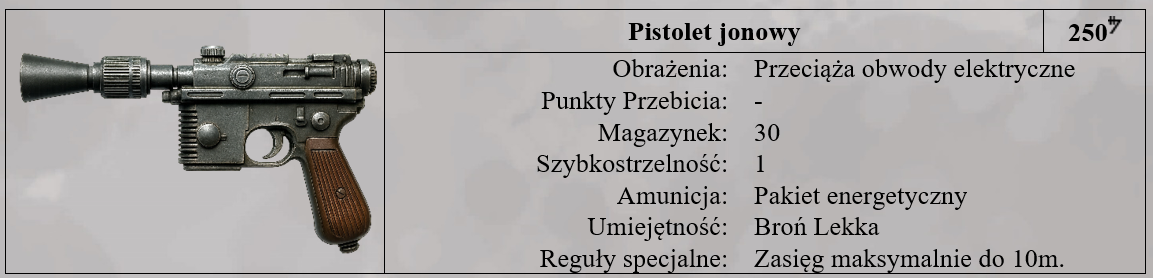 Pistolet jonowy 250
Obrażenia: Przeciąża obwody elektryczne
Punkty Przebicia: -
Magazynek: 30
Szybkostrzelność: 1
Amunicja: Pakiet energetyczny
Umiejętność: Broń Lekka
Reguły specjalne: Zasięg maksymalnie do 10m.